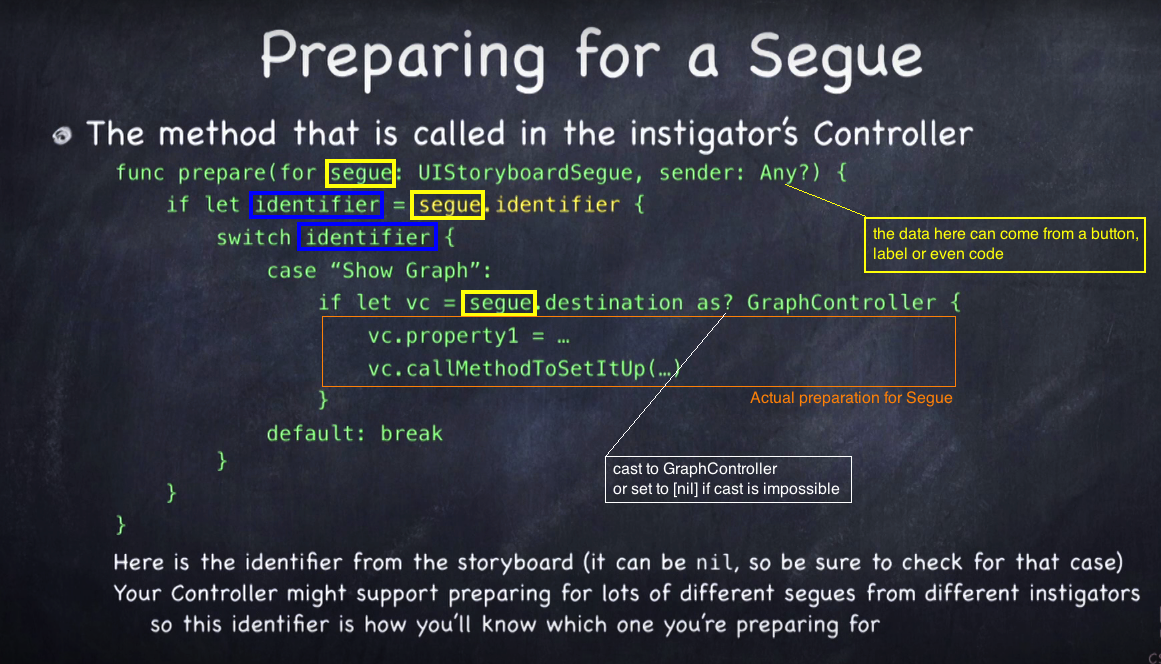 Preparing for a Segue
The method that is called in the instigator's Controller
func prepare(for segue: UIStoryboardSegue, sender: Any?) {
if let identifier = segue.identifier {
switch identifier {
the data here can come from a button,
label or even code
case “Show Graph”:
if let vc = segue.destination as? GraphController {
vc.property1 = …
vc.callMethodToSetItUp(…)
}
Actual preparation for Segue
default: break
}
cast to GraphController
or set to [nil] if cast is impossible
}
}
Here is the identifier from the storyboard (it can be nil, so be sure to check for that case)
Your Controller might support preparing for lots of different segues from different instigators
so this identifier is how you'll know which one you're preparing for